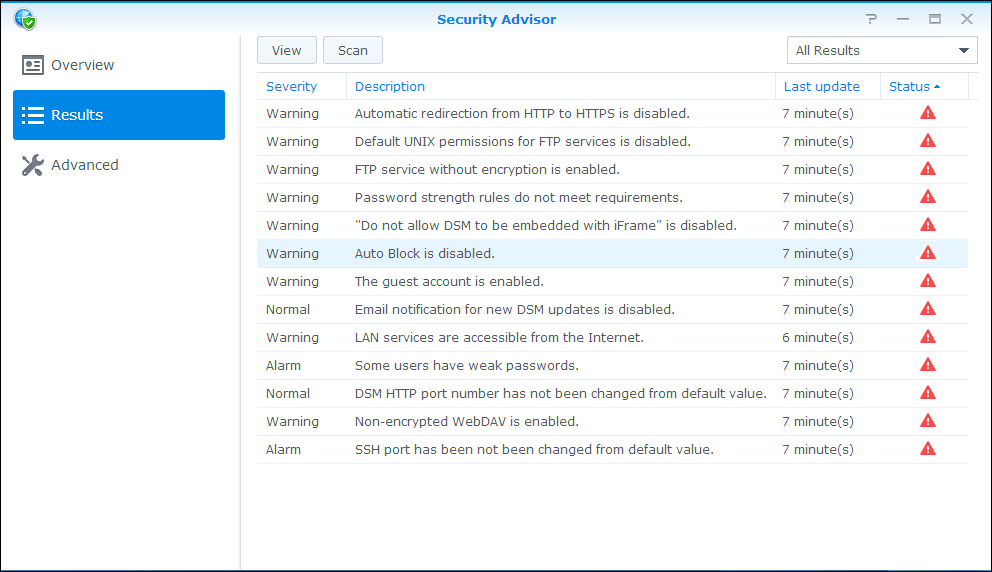 Security Advisor
Overview
Results
Advanced
View Scan All Results
Severity Description Last update Status
Warning Automatic redirection from HTTP to HTTPS is disabled. 7 minute(s)
Warning Default UNIX permissions for FTP services is disabled. 7 minute(s)
Warning FTP service without encryption is enabled. 7 minute(s)
Warning Password strength rules do not meet requirements. 7 minute(s)
Warning "Do not allow DSM to be embedded with iFrame" is disabled. 7 minute(s)
Warning Auto Block is disabled. 7 minute(s)
Warning The guest account is enabled. 7 minute(s)
Normal Email notification for new DSM updates is disabled. 7 minute(s)
Warning LAN services are accessible from the Internet. 6 minute(s)
Alarm Some users have weak passwords. 7 minute(s)
Normal DSM HTTP port number has not been changed from default value. 7 minute(s)
Warning Non-encrypted WebDAV is enabled. 7 minute(s)
Alarm SSH port has been not been changed from default value. 7 minute(s)